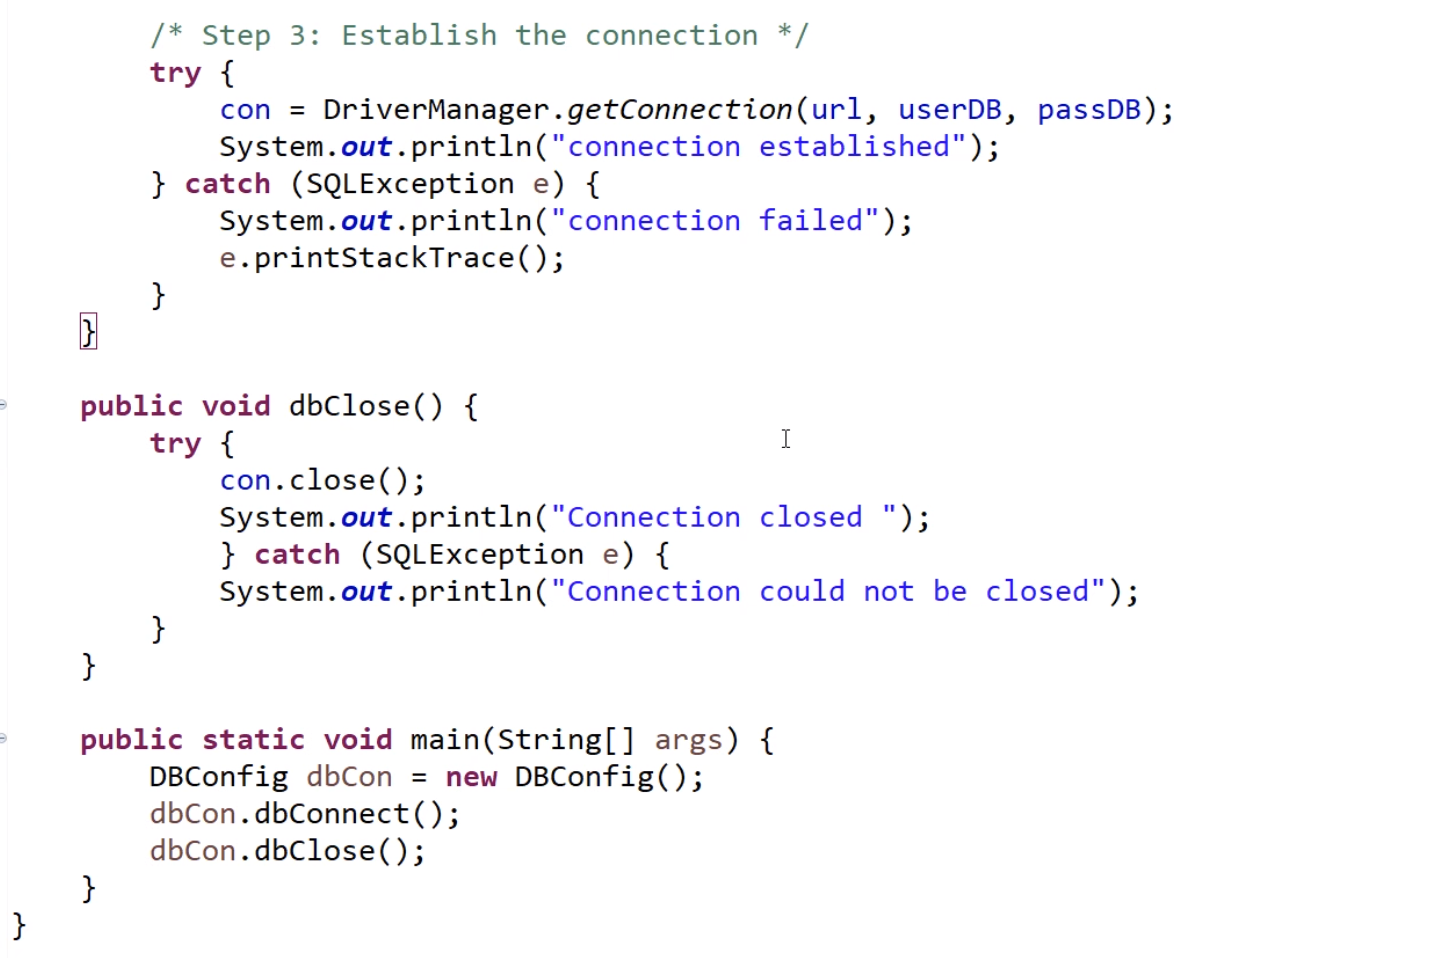 /* Step 3: Establish the connection */
try {
con = DriverManager.getConnection(url, userDB, passDB);
System.out.println("connection established");
} catch (SQLException e) {
System.out.println("connection failed");
e.printStackTrace();
}
}
public void dbClose() {
try {
con.close();
System.out.println("Connection closed ");
} catch (SQLException e) {
System.out.println("Connection could not be closed");
}
}
public static void main(String[] args) {
DBConfig dbCon = new DBConfig();
dbCon.dbConnect();
dbCon.dbClose();
}
}